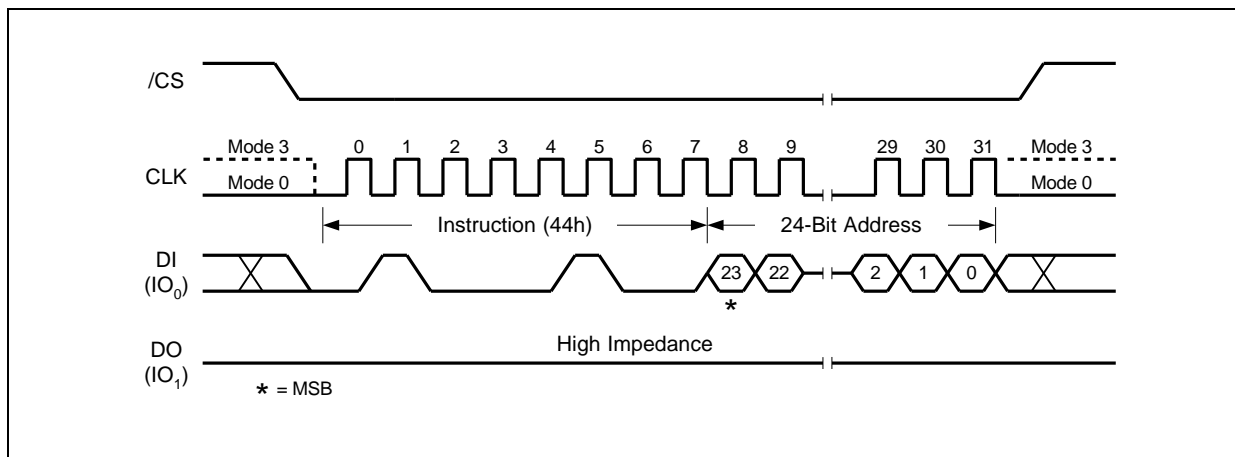 /CS
Mode 3 0 1 2 3 4 5 6 7 8 9 29 30 31 Mode 3
CLK Mode 0 Mode 0
Instruction (44h) 24-Bit Address
DI
(IO0) 23 22 2 1 0
*
DO High Impedance
(IO1)
* = MSB